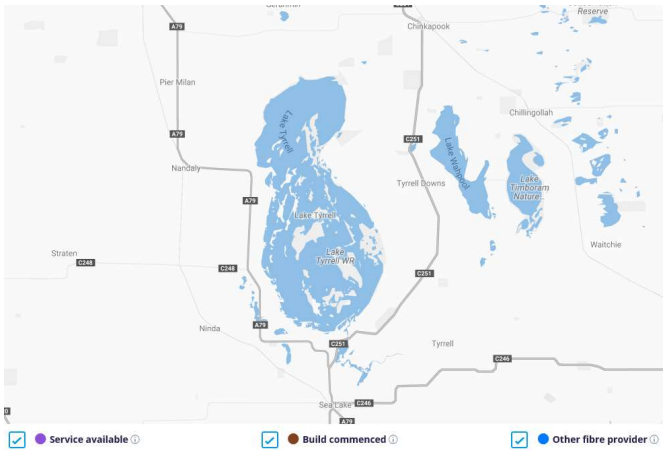 Reserve
A79
Chinkapook
Pier Milan
Chillingollah
Lake Tyrrell
A79
C251
Lake Wahpool
Nandaly
Tyrrell Downs
Lake
Timboram
Nature...
A79
Lake Tyrrell
Waitchie
Straten
C248
C248
Lake
Tyrrell WR
C251
Ninda
A79
C251
Tyrrell
C246
Sea Lake
C246
A79
Service available
Build commenced
Other fibre provider